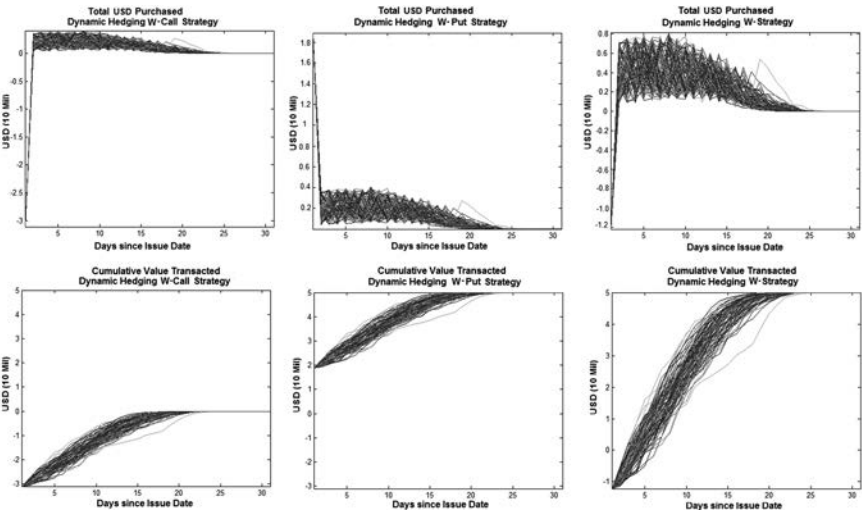 Total USD Purchased
Dynamic Hedging W-Call Strategy
USD (10 Mill)
0
-0.5
-1
-1.5
-2
-2.5
-3
5 10 15 20 25 30
Days since Issue Date
Total USD Purchased
Dynamic Hedging W-Put Strategy
USD (10 Mill)
1.8
1.6
1.4
1.2
1
0.8
0.6
0.4
0.2
5 10 15 20 25 30
Days since Issue Date
Total USD Purchased
Dynamic Hedging W-Strategy
USD (10 Mill)
0.8
0.6
0.4
0.2
0
-0.2
-0.4
-0.6
-0.8
-1.0
-1.2
5 10 15 20 25 30
Days since Issue Date
Cumulative Value Transacted
Dynamic Hedging W-Call Strategy
USD (10 Mill)
5
4
3
2
1
0
-1
-2
-3
5 10 15 20 25 30
Days since Issue Date
Cumulative Value Transacted
Dynamic Hedging W-Put Strategy
USD (10 Mill)
5
4
3
2
1
0
-1
-2
-3
5 10 15 20 25 30
Days since Issue Date
Cumulative Value Transacted
Dynamic Hedging W-Strategy
USD (10 Mill)
5
4
3
2
1
0
-1
5 10 15 20 25 30
Days since Issue Date